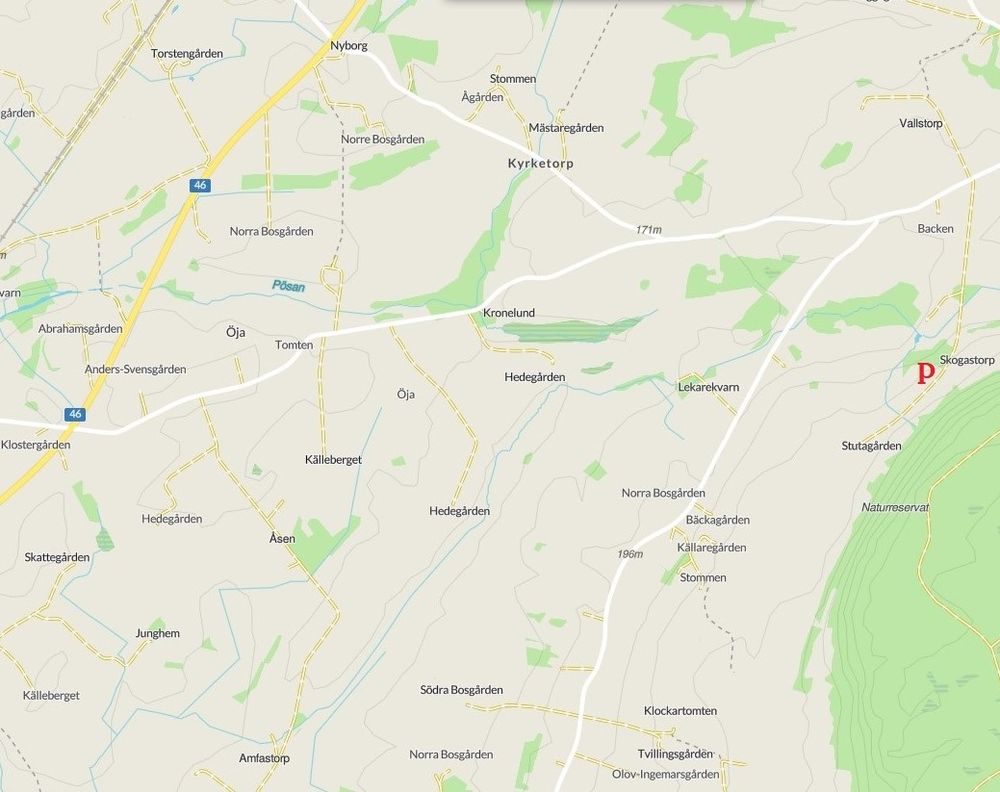 Nyborg
Torstengården
Stommen
Ågården
gården
Mästaregården
Vallstorp
Norre Bosgården
Kyrketorp
46
171m
Norra Bosgården
Backen
Pösan
varn
Kronelund
Abrahamsgården
Öja
Tomten
Skogastorp
P
Anders-Svensgården
Hedegården
Lekarekvarn
Öja
46
Klostergården
Stutagården
Källeberget
Norra Bosgården
Naturreservat
Hedegården
Hedegården
Bäckagården
Åsen
Källaregården
196m
Skattegården
Stommen
Junghem
Södra Bosgården
Källeberget
Klockartomten
Norra Bosgården
Tvillingsgården
Amfastorp
Olov-Ingemarsgården